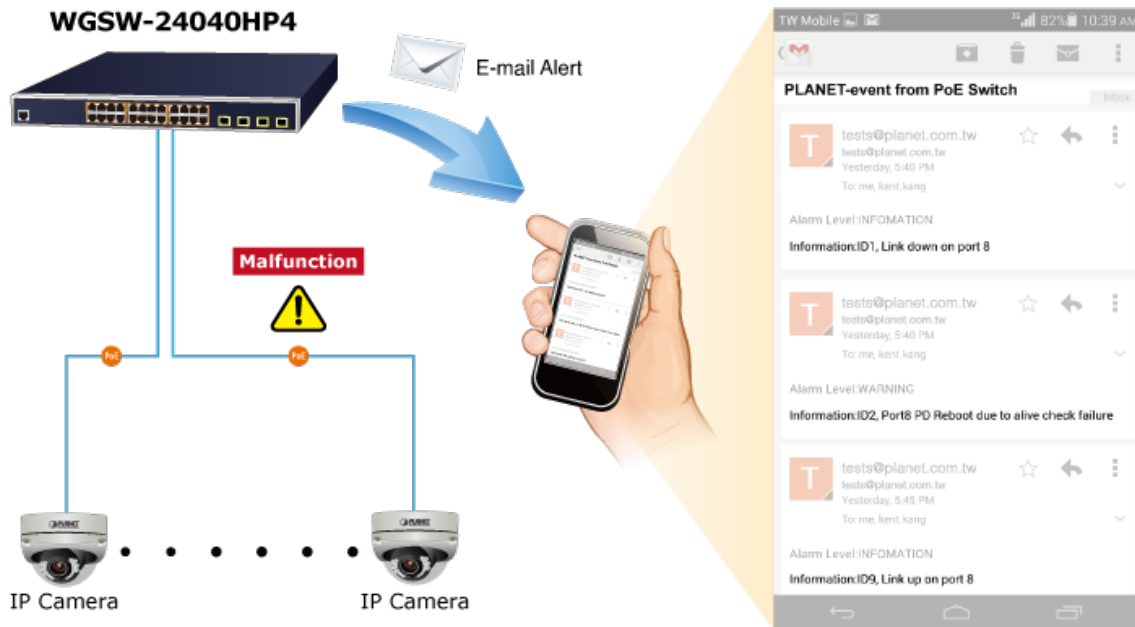 WGSW-24040HP4
E-mail Alert
Malfunction
PoE
PoE
PLANET
PLANET
IP Camera
IP Camera
TW Mobile
3G 82% 10:39 AM
PLANET-event from PoE Switch
Inbox
T
tests@planet.com.tw
tests@planet.com.tw
Yesterday, 5:40 PM
To: me, kent.kang
Alarm Level:INFOMATION
Information:ID1, Link down on port 8
T
tests@planet.com.tw
tests@planet.com.tw
Yesterday, 5:40 PM
To: me, kent.kang
Alarm Level:WARNING
Information:ID2, Port8 PD Reboot due to alive check failure
T
tests@planet.com.tw
tests@planet.com.tw
Yesterday, 5:45 PM
To: me, kent.kang
Alarm Level:INFOMATION
Information:ID9, Link up on port 8